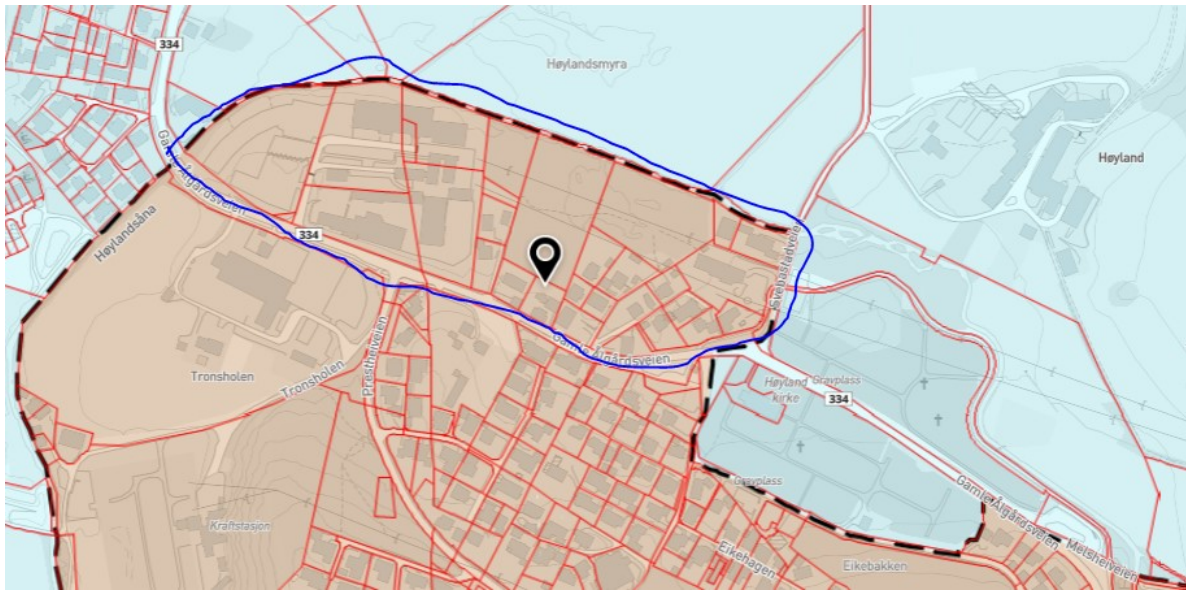 334
Høylandsmyra
Høyland
Gamle Ålgårdsveien
Høylandsåna
334
Svebastadveie
Gamle Ålgårdsveien
Tronsholen
Tronsholen
Prestheiveien
Høyland
kirke
Gravplass
334
Gravplass
Kraftstasjon
Eikehagen
Eikebakken
Gamle Ålgårdsveien
Melsheiveien